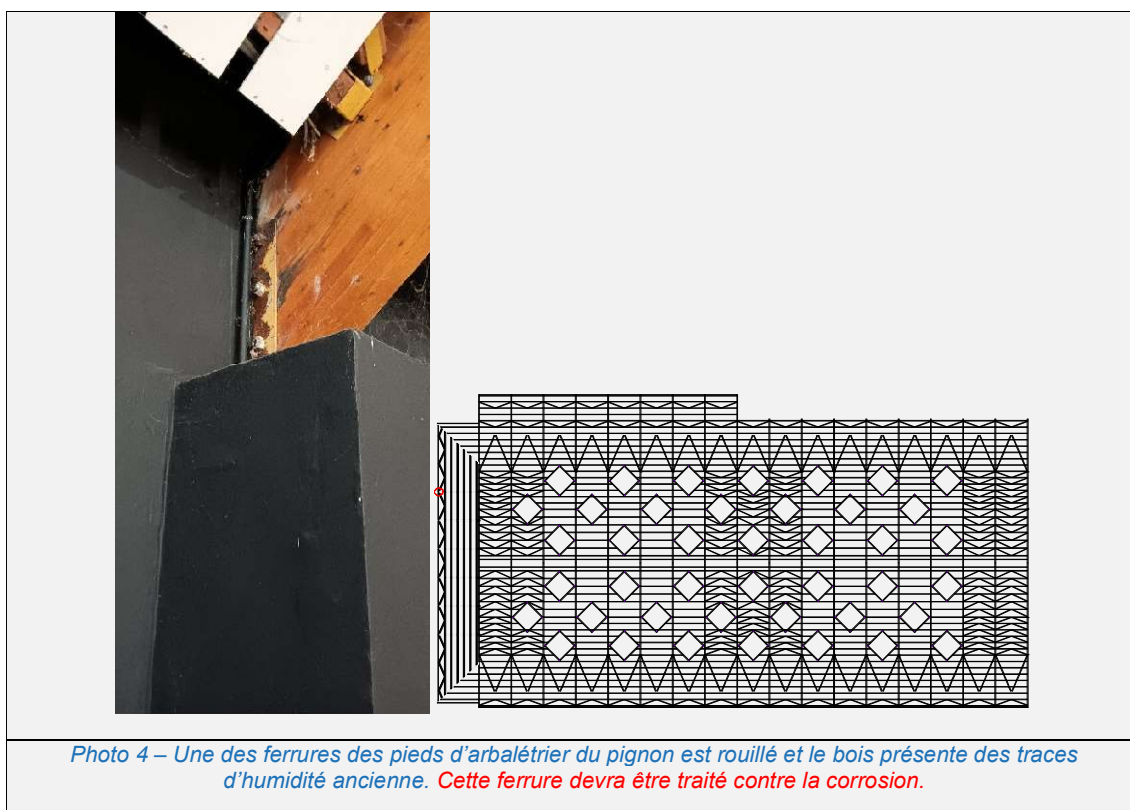 Photo 4 – Une des ferrures des pieds d’arbalétrier du pignon est rouillé et le bois présente des traces
d’humidité ancienne. Cette ferrure devra être traité contre la corrosion.